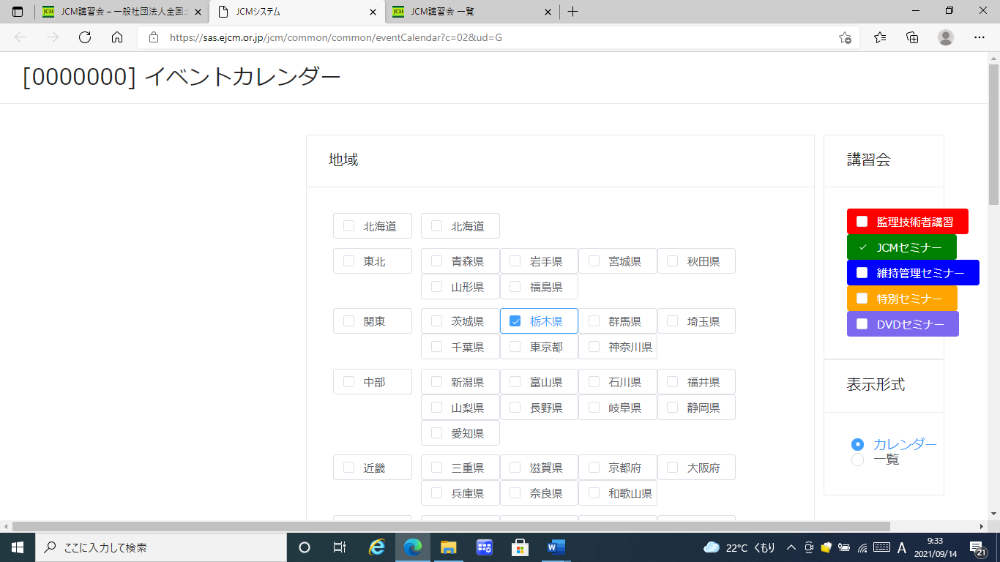 JCM講習会 – 一般社団法人全国土
JCMシステム
JCM講習会 一覧
https://sas.ejcm.or.jp/jcm/common/common/eventCalendar?c=02&ud=G
[0000000] イベントカレンダー
地域
北海道 北海道
東北 青森県 岩手県 宮城県 秋田県
山形県 福島県
関東 茨城県 栃木県 群馬県 埼玉県
千葉県 東京都 神奈川県
中部 新潟県 富山県 石川県 福井県
山梨県 長野県 岐阜県 静岡県
愛知県
近畿 三重県 滋賀県 京都府 大阪府
兵庫県 奈良県 和歌山県
講習会
監理技術者講習
JCMセミナー
維持管理セミナー
特別セミナー
DVDセミナー
表示形式
カレンダー
一覧
ここに入力して検索
22°C くもり
A
9:33
2021/09/14
21